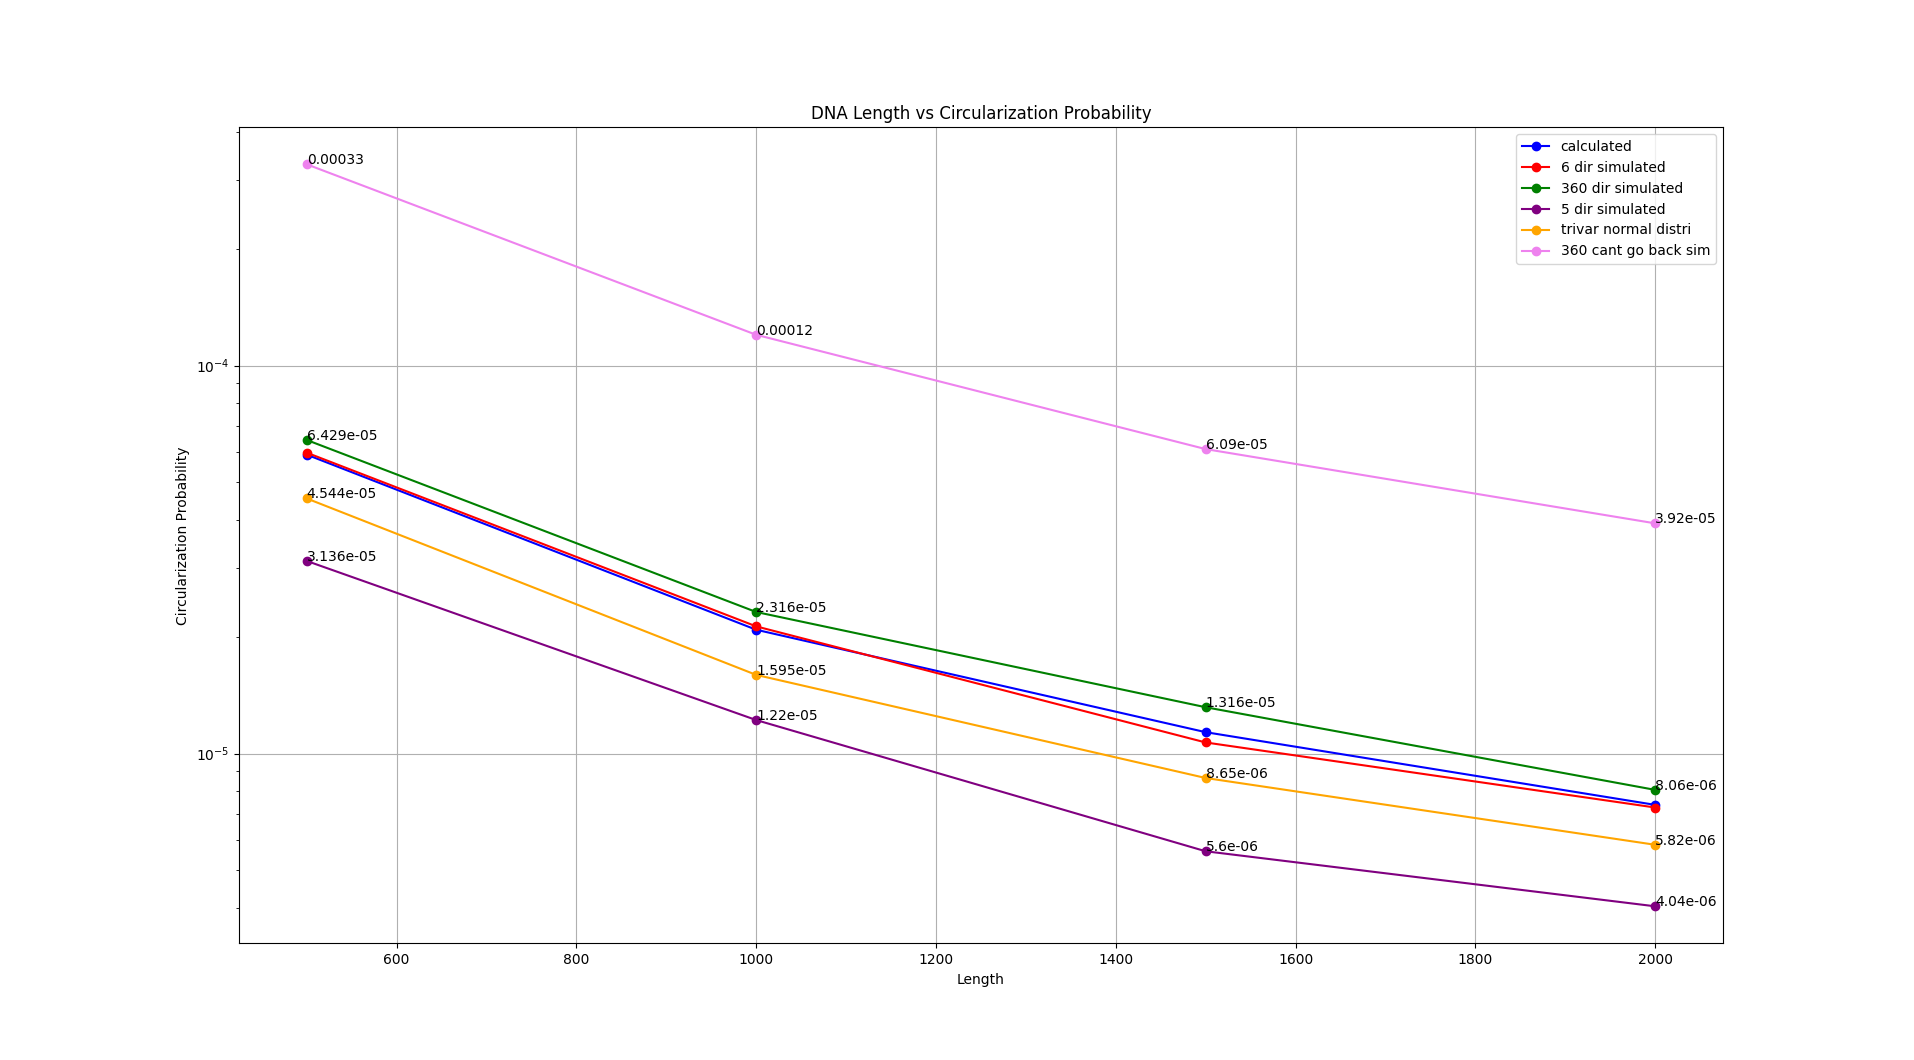 DNA Length vs Circularization Probability
calculated
6 dir simulated
360 dir simulated
5 dir simulated
trivar normal distri
360 cant go back sim
0.00033
0.00012
6.09e-05
3.92e-05
6.429e-05
2.316e-05
1.316e-05
8.06e-06
4.544e-05
1.595e-05
8.65e-06
5.82e-06
3.136e-05
1.22e-05
5.6e-06
4.04e-06
10⁻⁴
10⁻⁵
Circularization Probability
600 800 1000 1200 1400 1600 1800 2000
Length